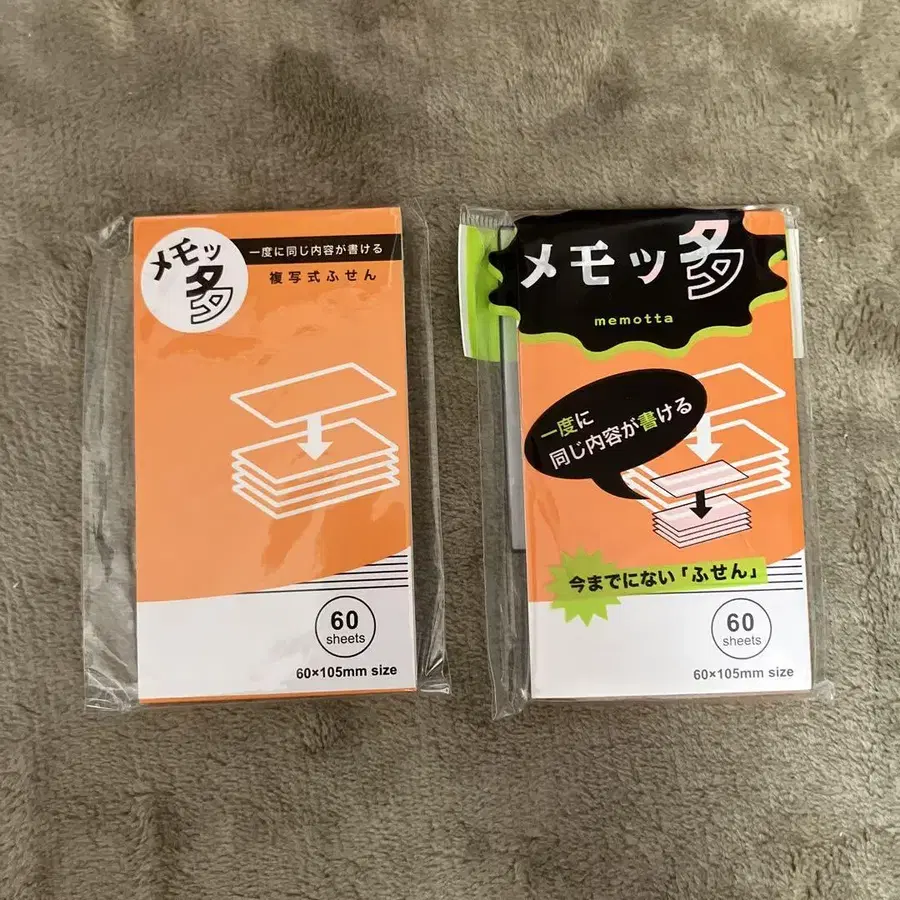 メモッ多
一度に同じ内容が書ける
複写式ふせん
60
sheets
60×105mm size
メモッ多
memotta
一度に
同じ内容が書ける
今までにない「ふせん」
60
sheets
60×105mm size